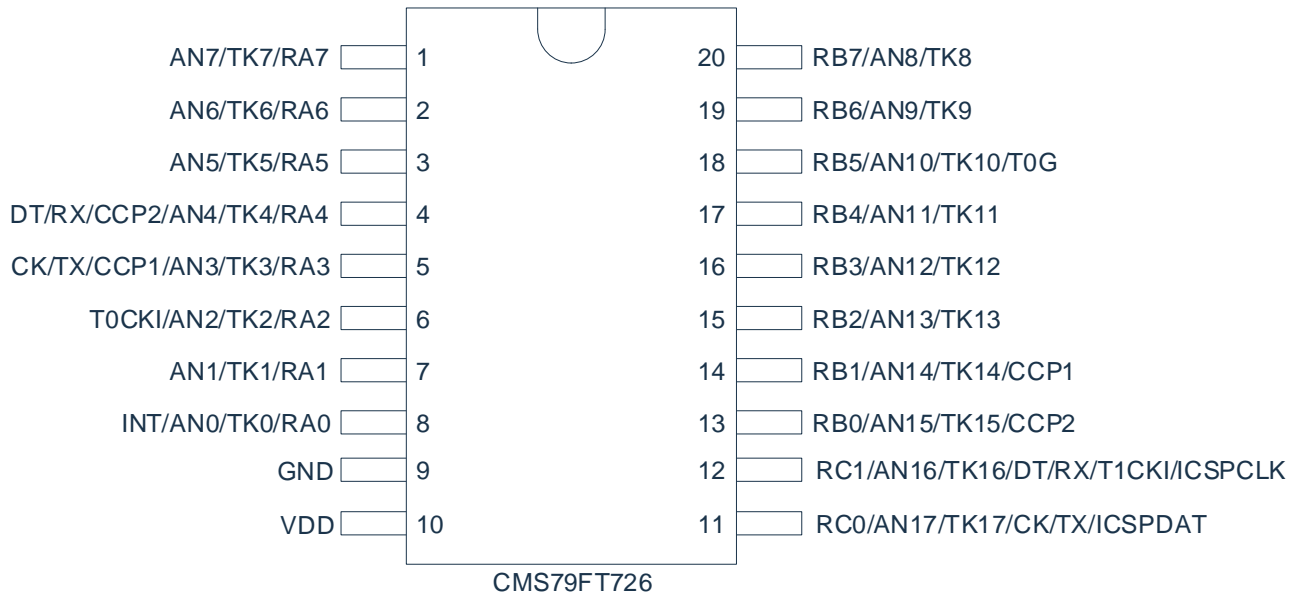 AN7/TK7/RA7 1 20 RB7/AN8/TK8
AN6/TK6/RA6 2 19 RB6/AN9/TK9
AN5/TK5/RA5 3 18 RB5/AN10/TK10/T0G
DT/RX/CCP2/AN4/TK4/RA4 4 17 RB4/AN11/TK11
CK/TX/CCP1/AN3/TK3/RA3 5 16 RB3/AN12/TK12
T0CKI/AN2/TK2/RA2 6 15 RB2/AN13/TK13
AN1/TK1/RA1 7 14 RB1/AN14/TK14/CCP1
INT/AN0/TK0/RA0 8 13 RB0/AN15/TK15/CCP2
GND 9 12 RC1/AN16/TK16/DT/RX/T1CKI/ICSPCLK
VDD 10 11 RC0/AN17/TK17/CK/TX/ICSPDAT
CMS79FT726